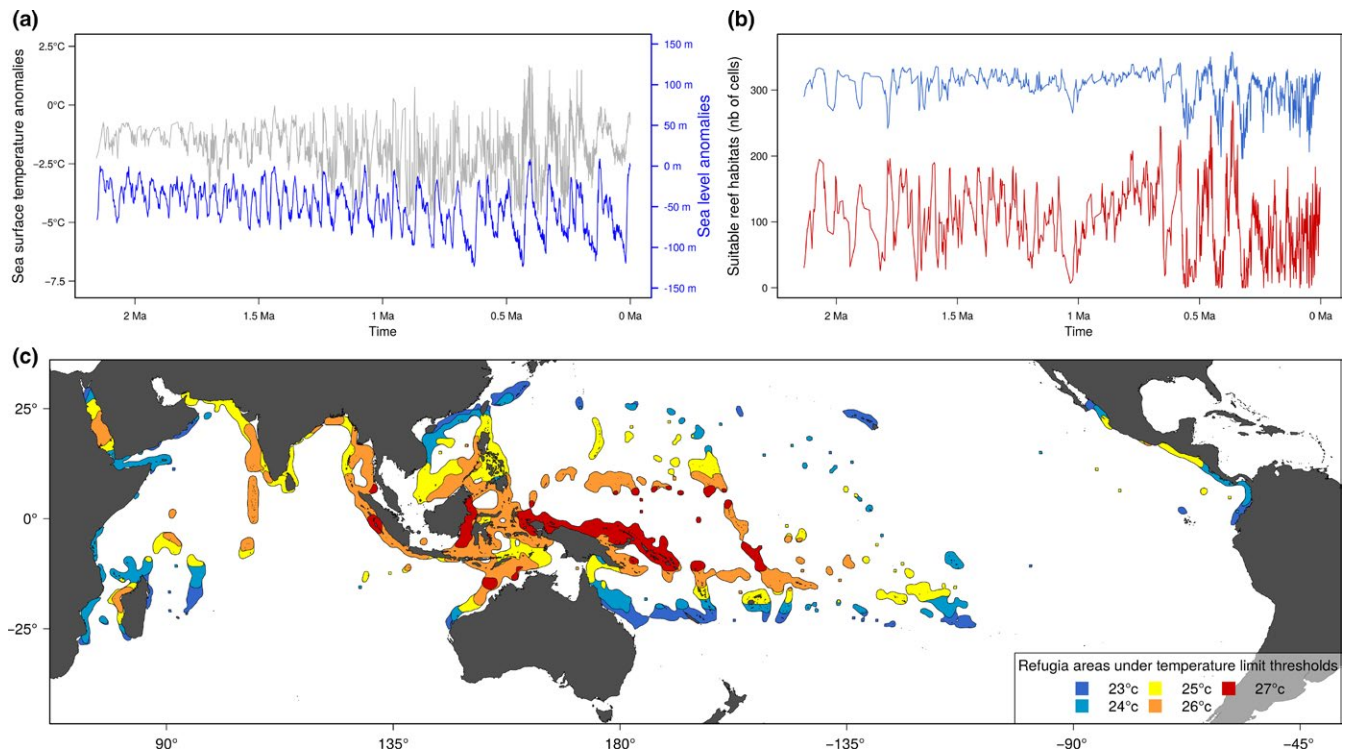 (a)
Sea surface temperature anomalies
2.5°C
0°C
−2.5°C
−5°C
−7.5
2 Ma
1.5 Ma
1 Ma
0.5 Ma
0 Ma
Time
150 m
100 m
50 m
0 m
-50 m
-100 m
-150 m
Sea level anomalies
(b)
Suitable reef habitats (nb of cells)
300
200
100
0
2 Ma
1.5 Ma
1 Ma
0.5 Ma
0 Ma
Time
(c)
25°
0°
−25°
90°
135°
180°
−135°
−90°
−45°
Refugia areas under temperature limit thresholds
23°c 25°c 27°c
24°c 26°c